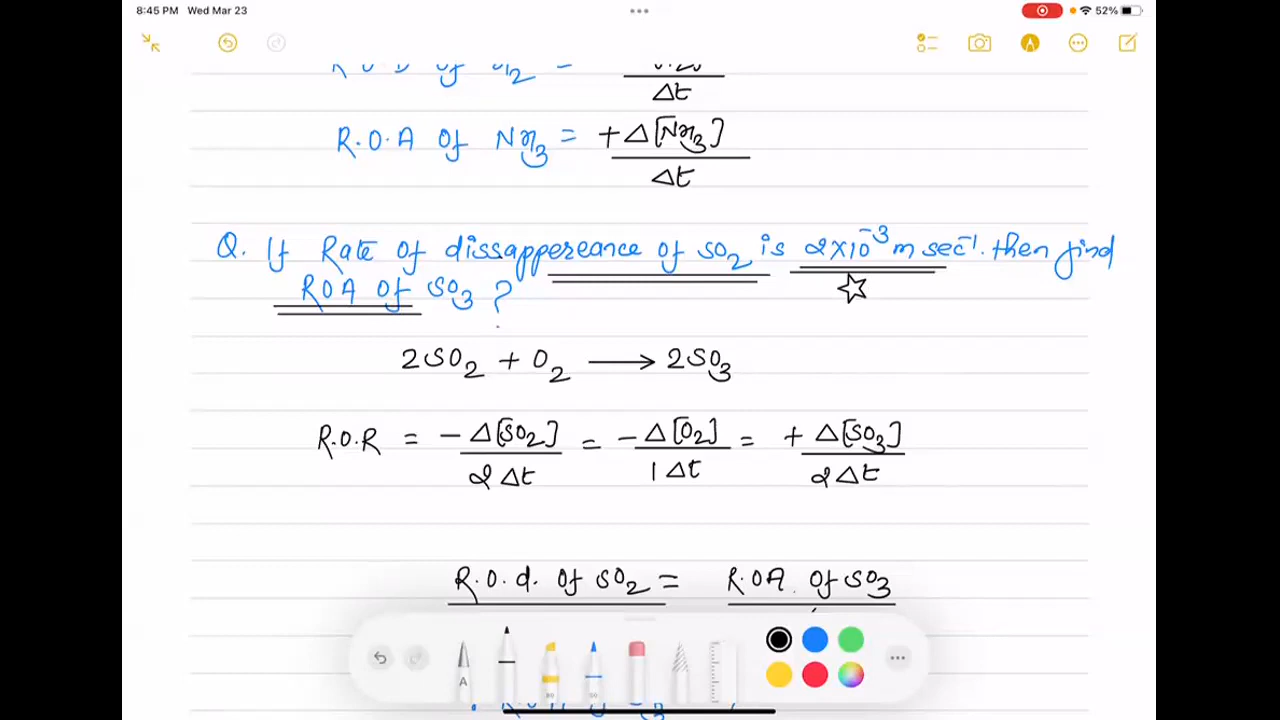 8:45 PM Wed Mar 23
52%
of
Δt
R.O.A of NH3 = +Δ[NH3]
Δt
Q. If Rate of dissappereance of SO2 is 2×10⁻³ m sec⁻¹. then find
ROA of SO3 ?
2SO2 + O2 ⟶ 2SO3
R.O.R = -Δ[SO2] = -Δ[O2] = +Δ[SO3]
2Δt 1Δt 2Δt
R.O.d. of SO2 = R.OA. of SO3
A